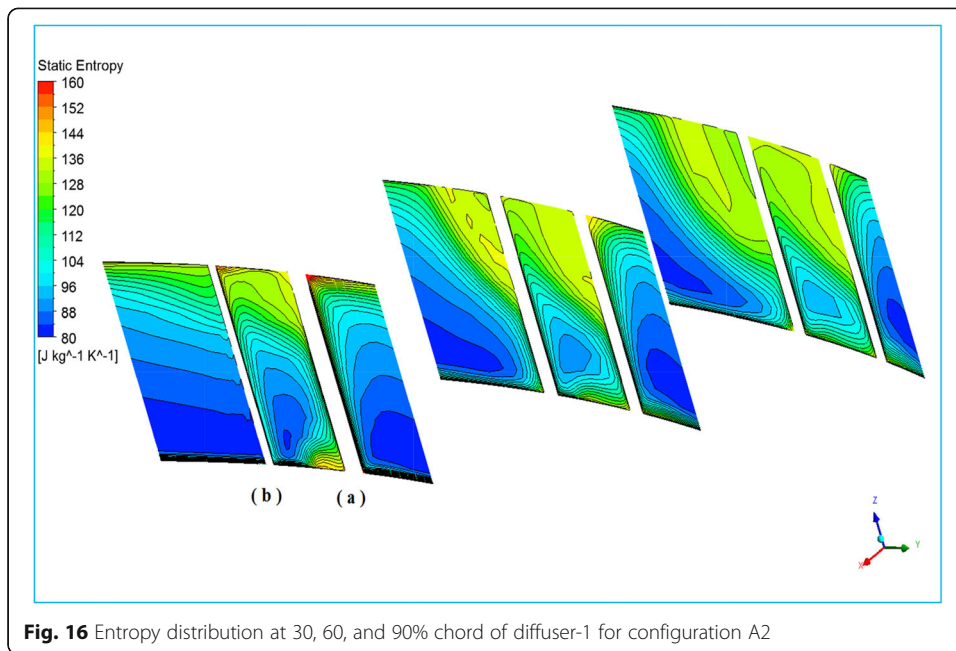 Static Entropy
160
152
144
136
128
120
112
104
96
88
80
[J kg^-1 K^-1]
( b ) ( a )
Z
Y
X
Fig. 16 Entropy distribution at 30, 60, and 90% chord of diffuser-1 for configuration A2